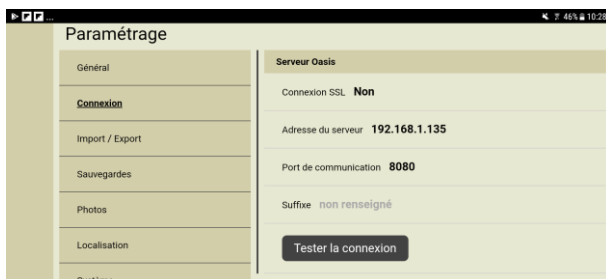 46% 10:28
Paramétrage
Général
Connexion
Import / Export
Sauvegardes
Photos
Localisation
Serveur Oasis
Connexion SSL Non
Adresse du serveur 192.168.1.135
Port de communication 8080
Suffixe non renseigné
Tester la connexion